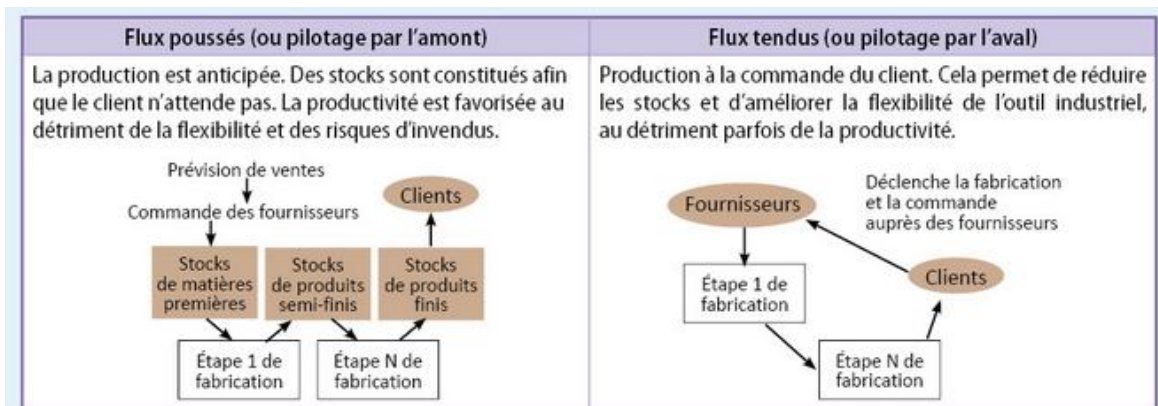 Flux poussés (ou pilotage par l'amont)
La production est anticipée. Des stocks sont constitués afin
que le client n'attende pas. La productivité est favorisée au
détriment de la flexibilité et des risques d'invendus.
Prévision de ventes
Commande des fournisseurs
Clients
Stocks
de matières
premières
Stocks
de produits
semi-finis
Stocks
de produits
finis
Étape 1 de
fabrication
Étape N de
fabrication
Flux tendus (ou pilotage par l'aval)
Production à la commande du client. Cela permet de réduire
les stocks et d'améliorer la flexibilité de l'outil industriel,
au détriment parfois de la productivité.
Fournisseurs
Déclenche la fabrication
et la commande
auprès des fournisseurs
Étape 1 de
fabrication
Clients
Étape N de
fabrication